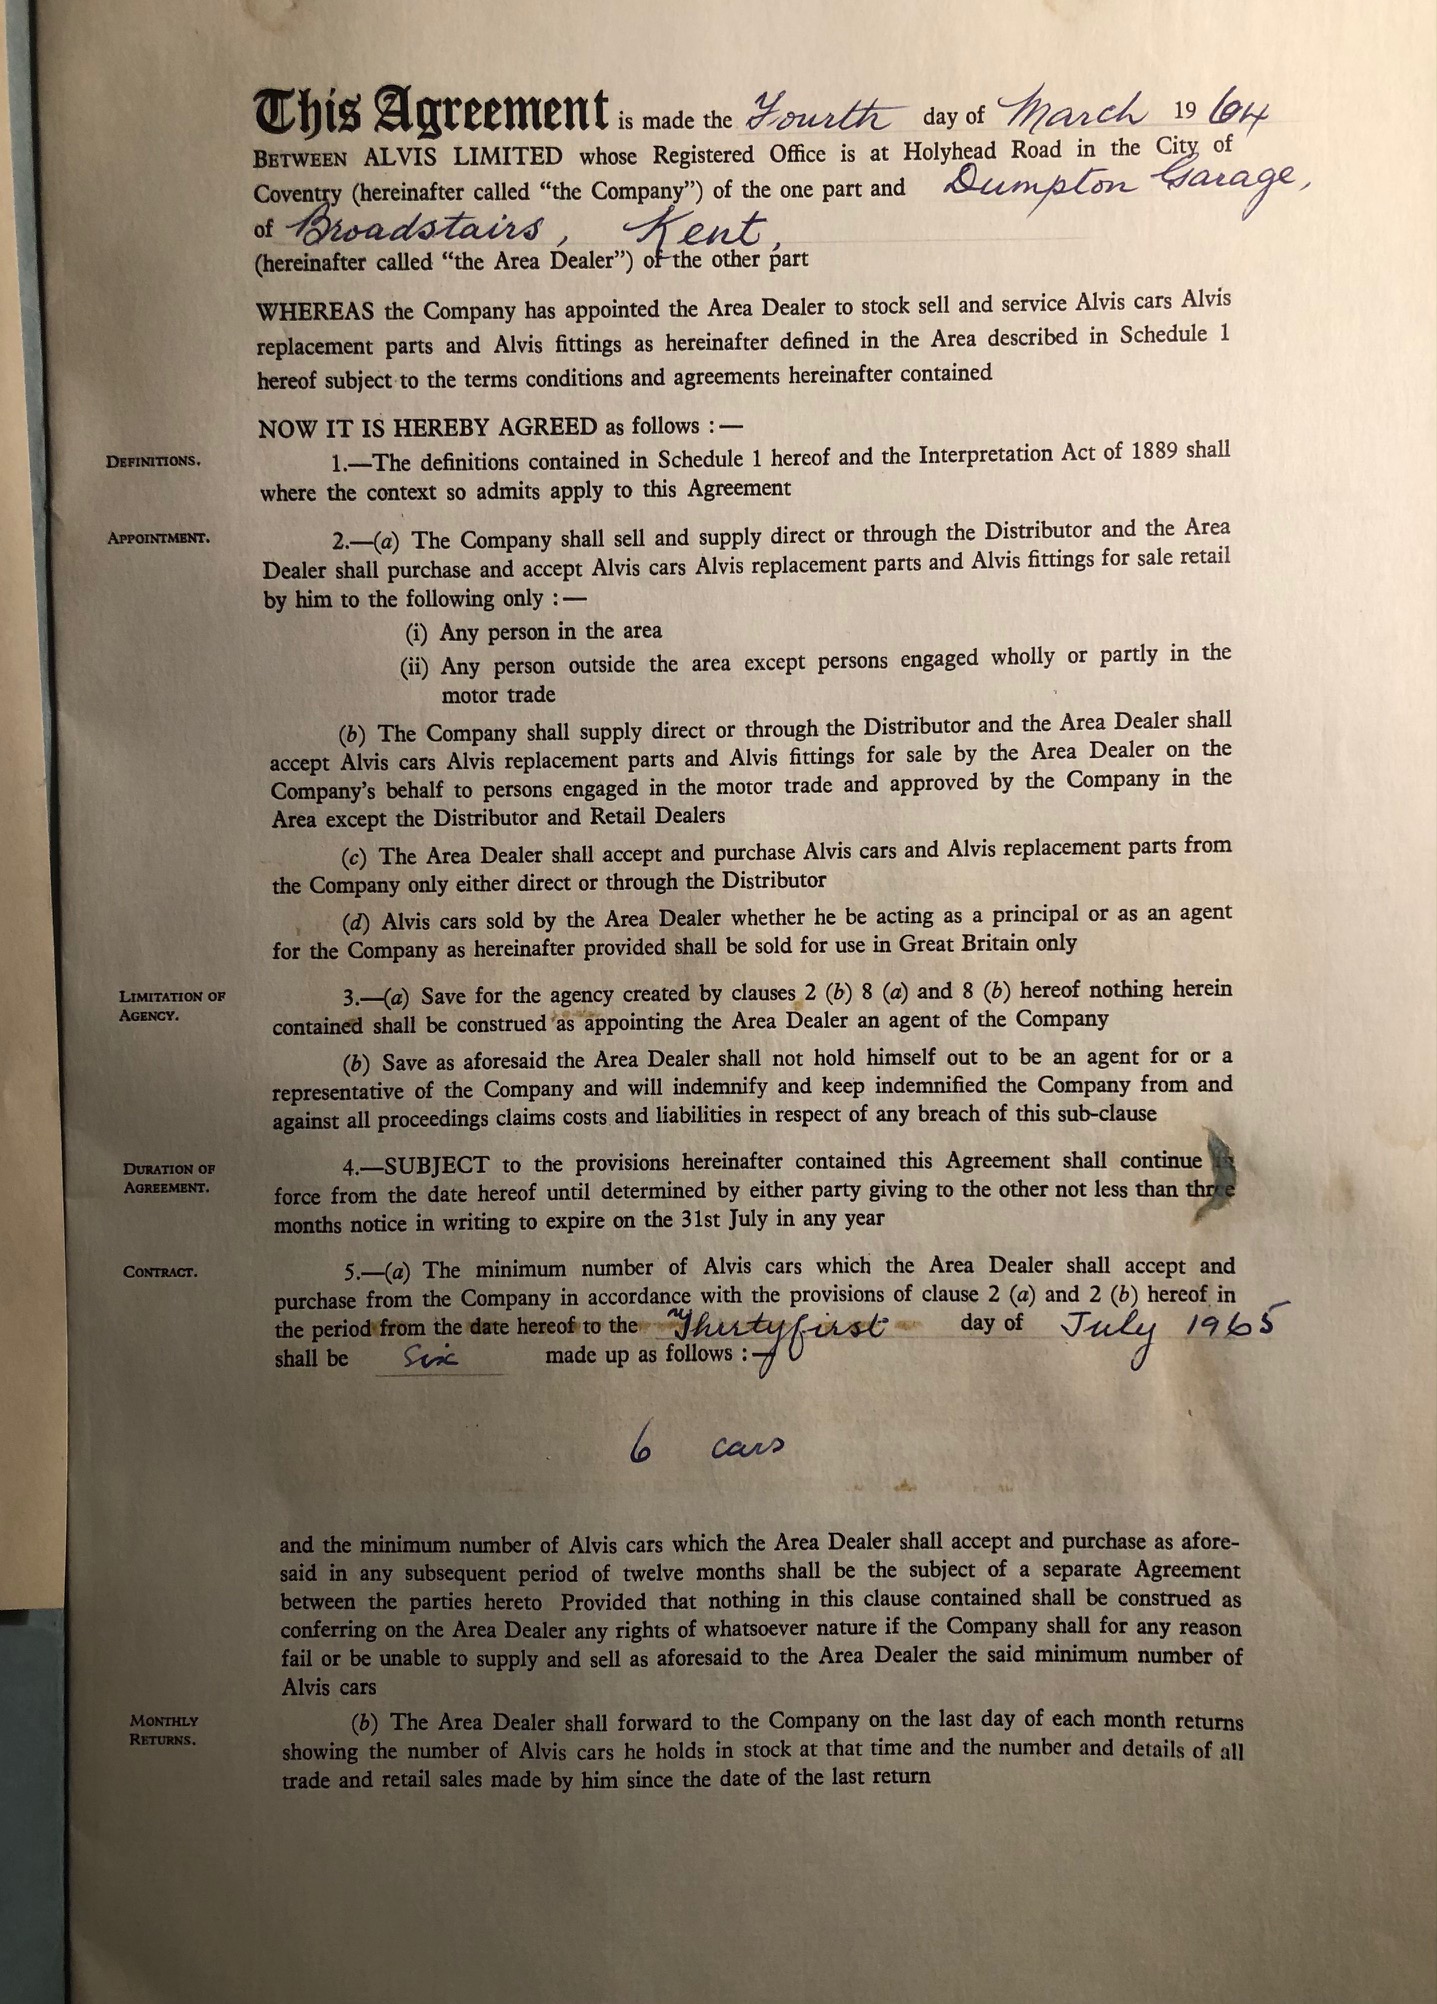 This Agreement is made the Fourth day of March 1964
BETWEEN ALVIS LIMITED whose Registered Office is at Holyhead Road in the City of
Coventry (hereinafter called "the Company") of the one part and Dumpton Garage,
of Broadstairs, Kent,
(hereinafter called "the Area Dealer") of the other part
WHEREAS the Company has appointed the Area Dealer to stock sell and service Alvis cars Alvis
replacement parts and Alvis fittings as hereinafter defined in the Area described in Schedule 1
hereof subject to the terms conditions and agreements hereinafter contained
NOW IT IS HEREBY AGREED as follows :—
DEFINITIONS. 1.—The definitions contained in Schedule 1 hereof and the Interpretation Act of 1889 shall
where the context so admits apply to this Agreement
APPOINTMENT. 2.—(a) The Company shall sell and supply direct or through the Distributor and the Area
Dealer shall purchase and accept Alvis cars Alvis replacement parts and Alvis fittings for sale retail
by him to the following only :—
(i) Any person in the area
(ii) Any person outside the area except persons engaged wholly or partly in the
motor trade
(b) The Company shall supply direct or through the Distributor and the Area Dealer shall
accept Alvis cars Alvis replacement parts and Alvis fittings for sale by the Area Dealer on the
Company's behalf to persons engaged in the motor trade and approved by the Company in the
Area except the Distributor and Retail Dealers
(c) The Area Dealer shall accept and purchase Alvis cars and Alvis replacement parts from
the Company only either direct or through the Distributor
(d) Alvis cars sold by the Area Dealer whether he be acting as a principal or as an agent
for the Company as hereinafter provided shall be sold for use in Great Britain only
LIMITATION OF
AGENCY.
3.—(a) Save for the agency created by clauses 2 (b) 8 (a) and 8 (b) hereof nothing herein
contained shall be construed as appointing the Area Dealer an agent of the Company
(b) Save as aforesaid the Area Dealer shall not hold himself out to be an agent for or a
representative of the Company and will indemnify and keep indemnified the Company from and
against all proceedings claims costs and liabilities in respect of any breach of this sub-clause
DURATION OF
AGREEMENT.
4.—SUBJECT to the provisions hereinafter contained this Agreement shall continue in
force from the date hereof until determined by either party giving to the other not less than three
months notice in writing to expire on the 31st July in any year
CONTRACT. 5.—(a) The minimum number of Alvis cars which the Area Dealer shall accept and
purchase from the Company in accordance with the provisions of clause 2 (a) and 2 (b) hereof in
the period from the date hereof to the Thirtyfirst day of July 1965
shall be Six made up as follows :—
6 cars
and the minimum number of Alvis cars which the Area Dealer shall accept and purchase as afore-
said in any subsequent period of twelve months shall be the subject of a separate Agreement
between the parties hereto Provided that nothing in this clause contained shall be construed as
conferring on the Area Dealer any rights of whatsoever nature if the Company shall for any reason
fail or be unable to supply and sell as aforesaid to the Area Dealer the said minimum number of
Alvis cars
MONTHLY
RETURNS.
(b) The Area Dealer shall forward to the Company on the last day of each month returns
showing the number of Alvis cars he holds in stock at that time and the number and details of all
trade and retail sales made by him since the date of the last return